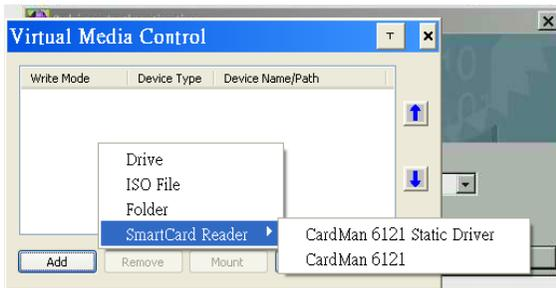 Virtual Media Control
T
Write Mode Device Type Device Name/Path
Drive
ISO File
Folder
SmartCard Reader
CardMan 6121 Static Driver
CardMan 6121
Add Remove Mount